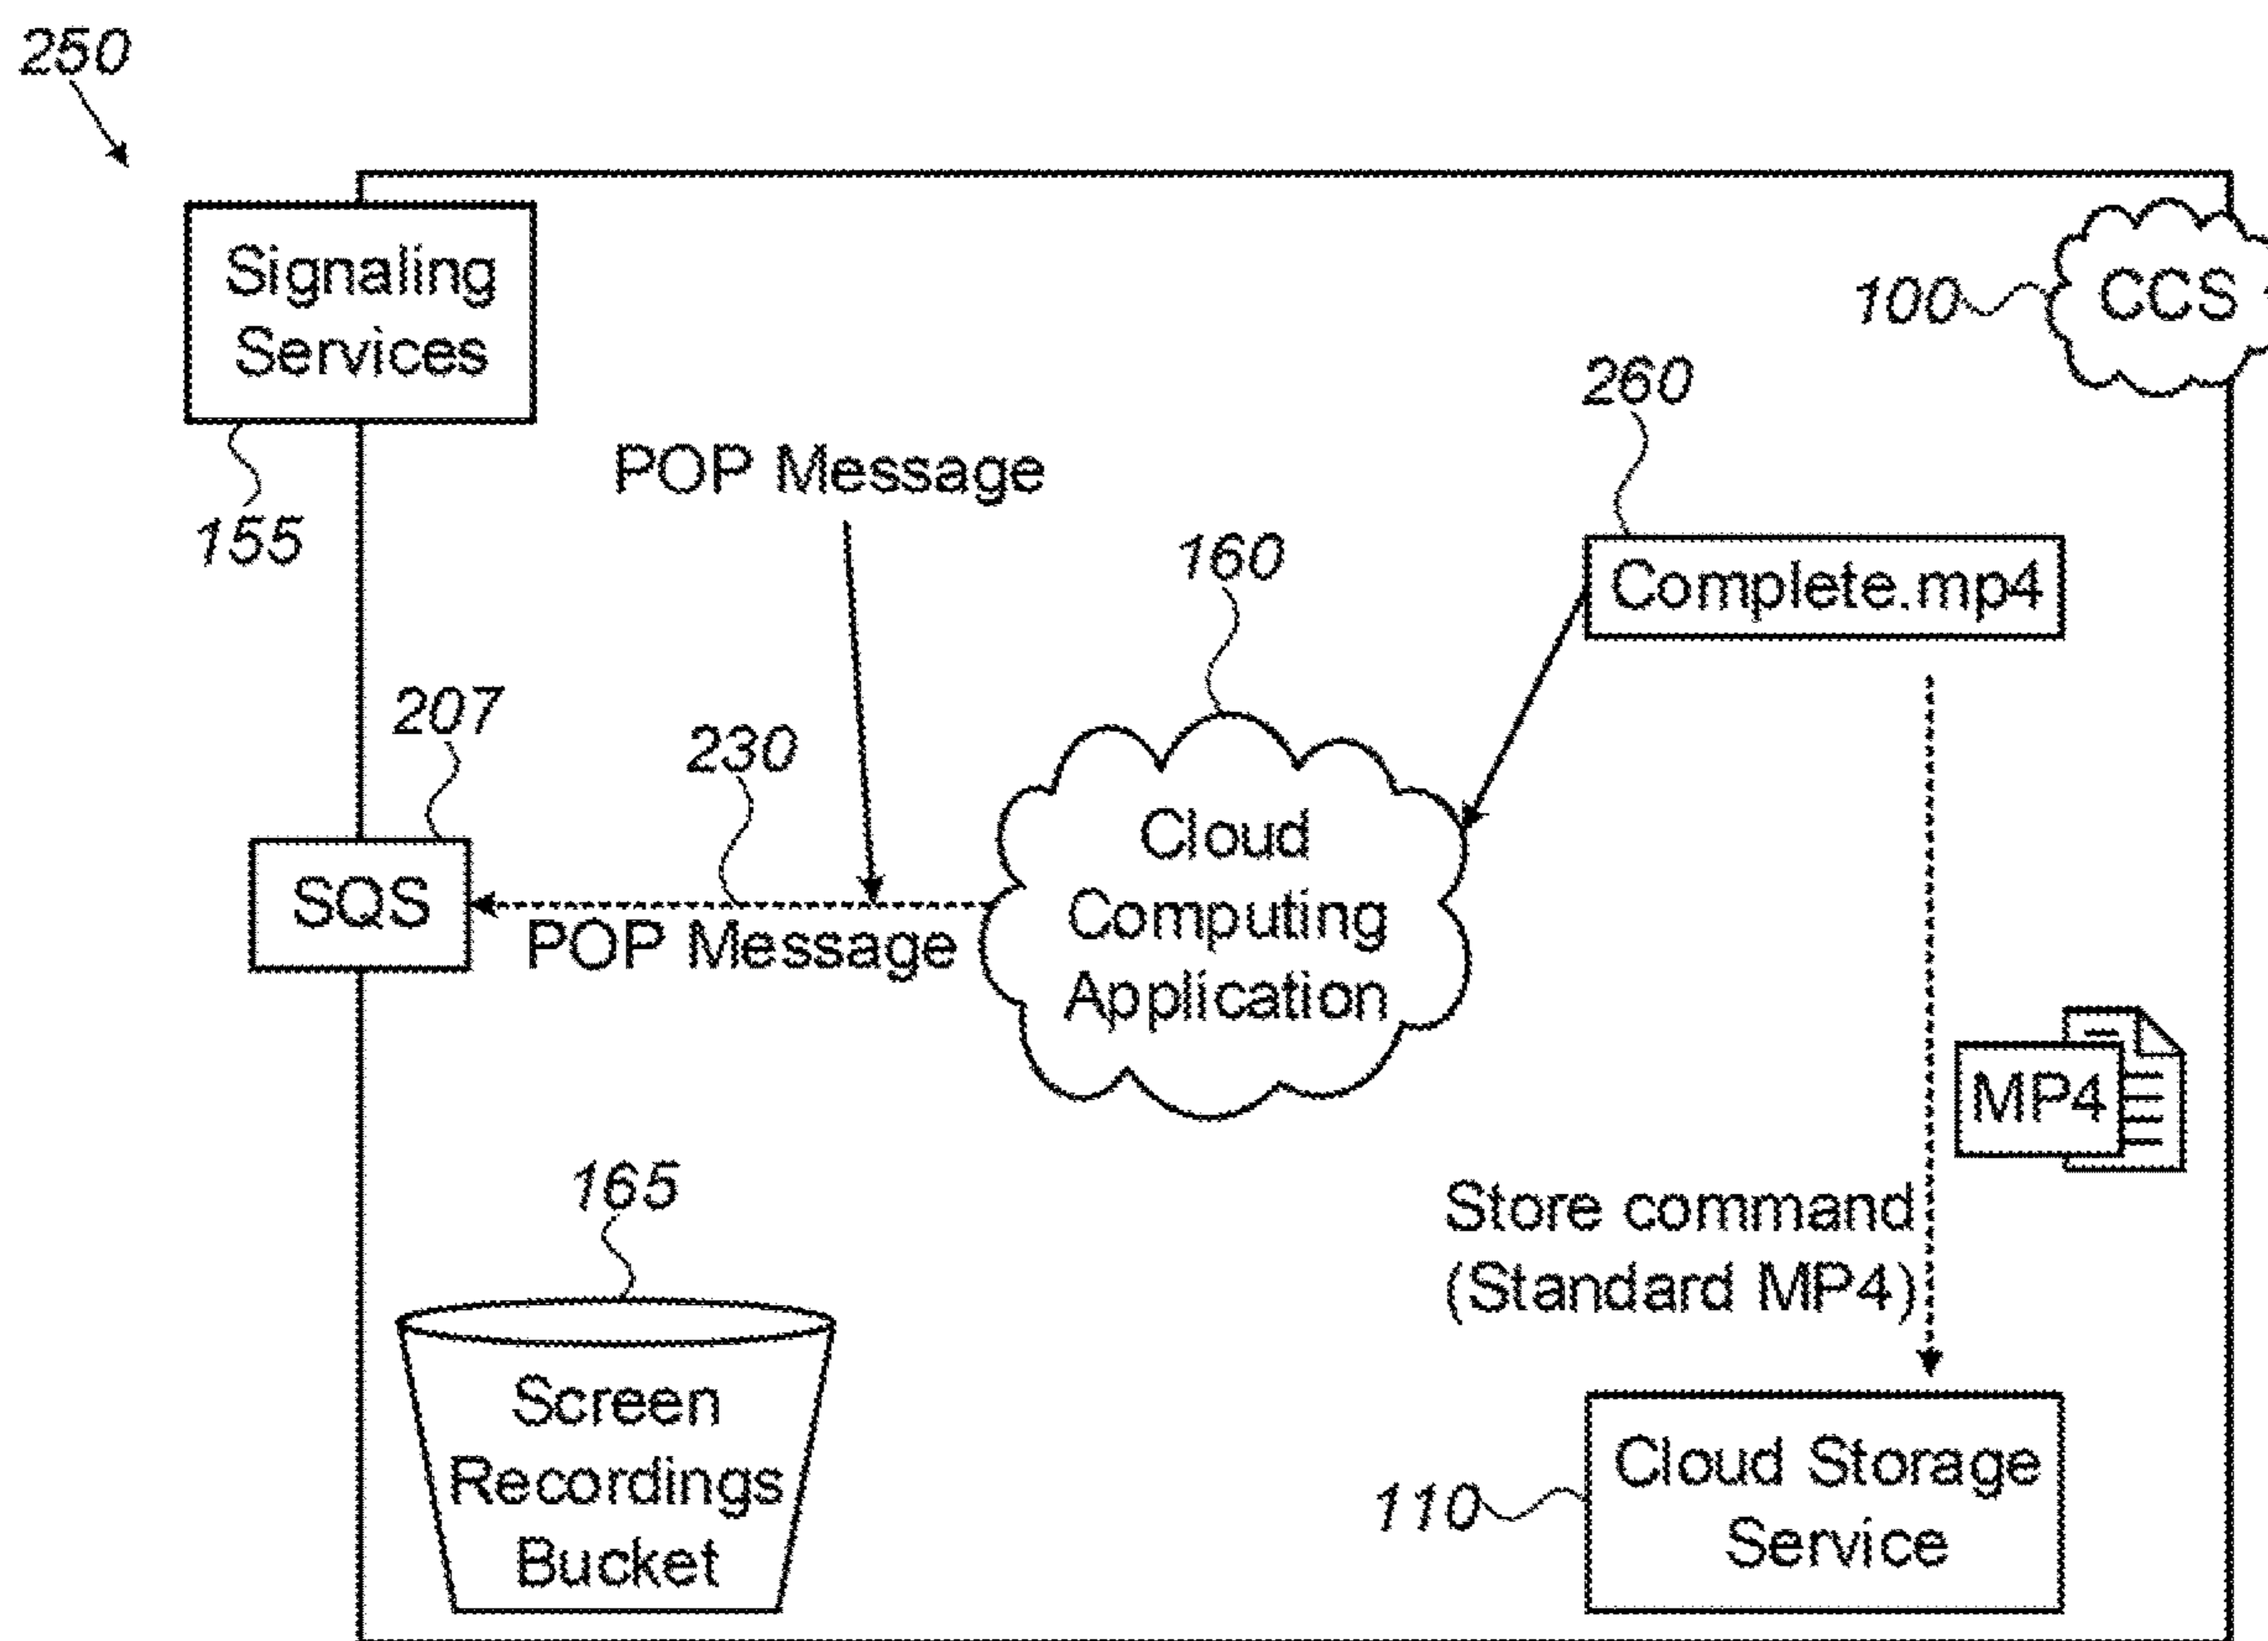 250
Signaling
Services
155
100
CCS
260
POP Message
160
Complete.mp4
207
230
SQS
POP Message
Cloud
Computing
Application
MP4
165
Store command
(Standard MP4)
Screen
Recordings
Bucket
110
Cloud Storage
Service